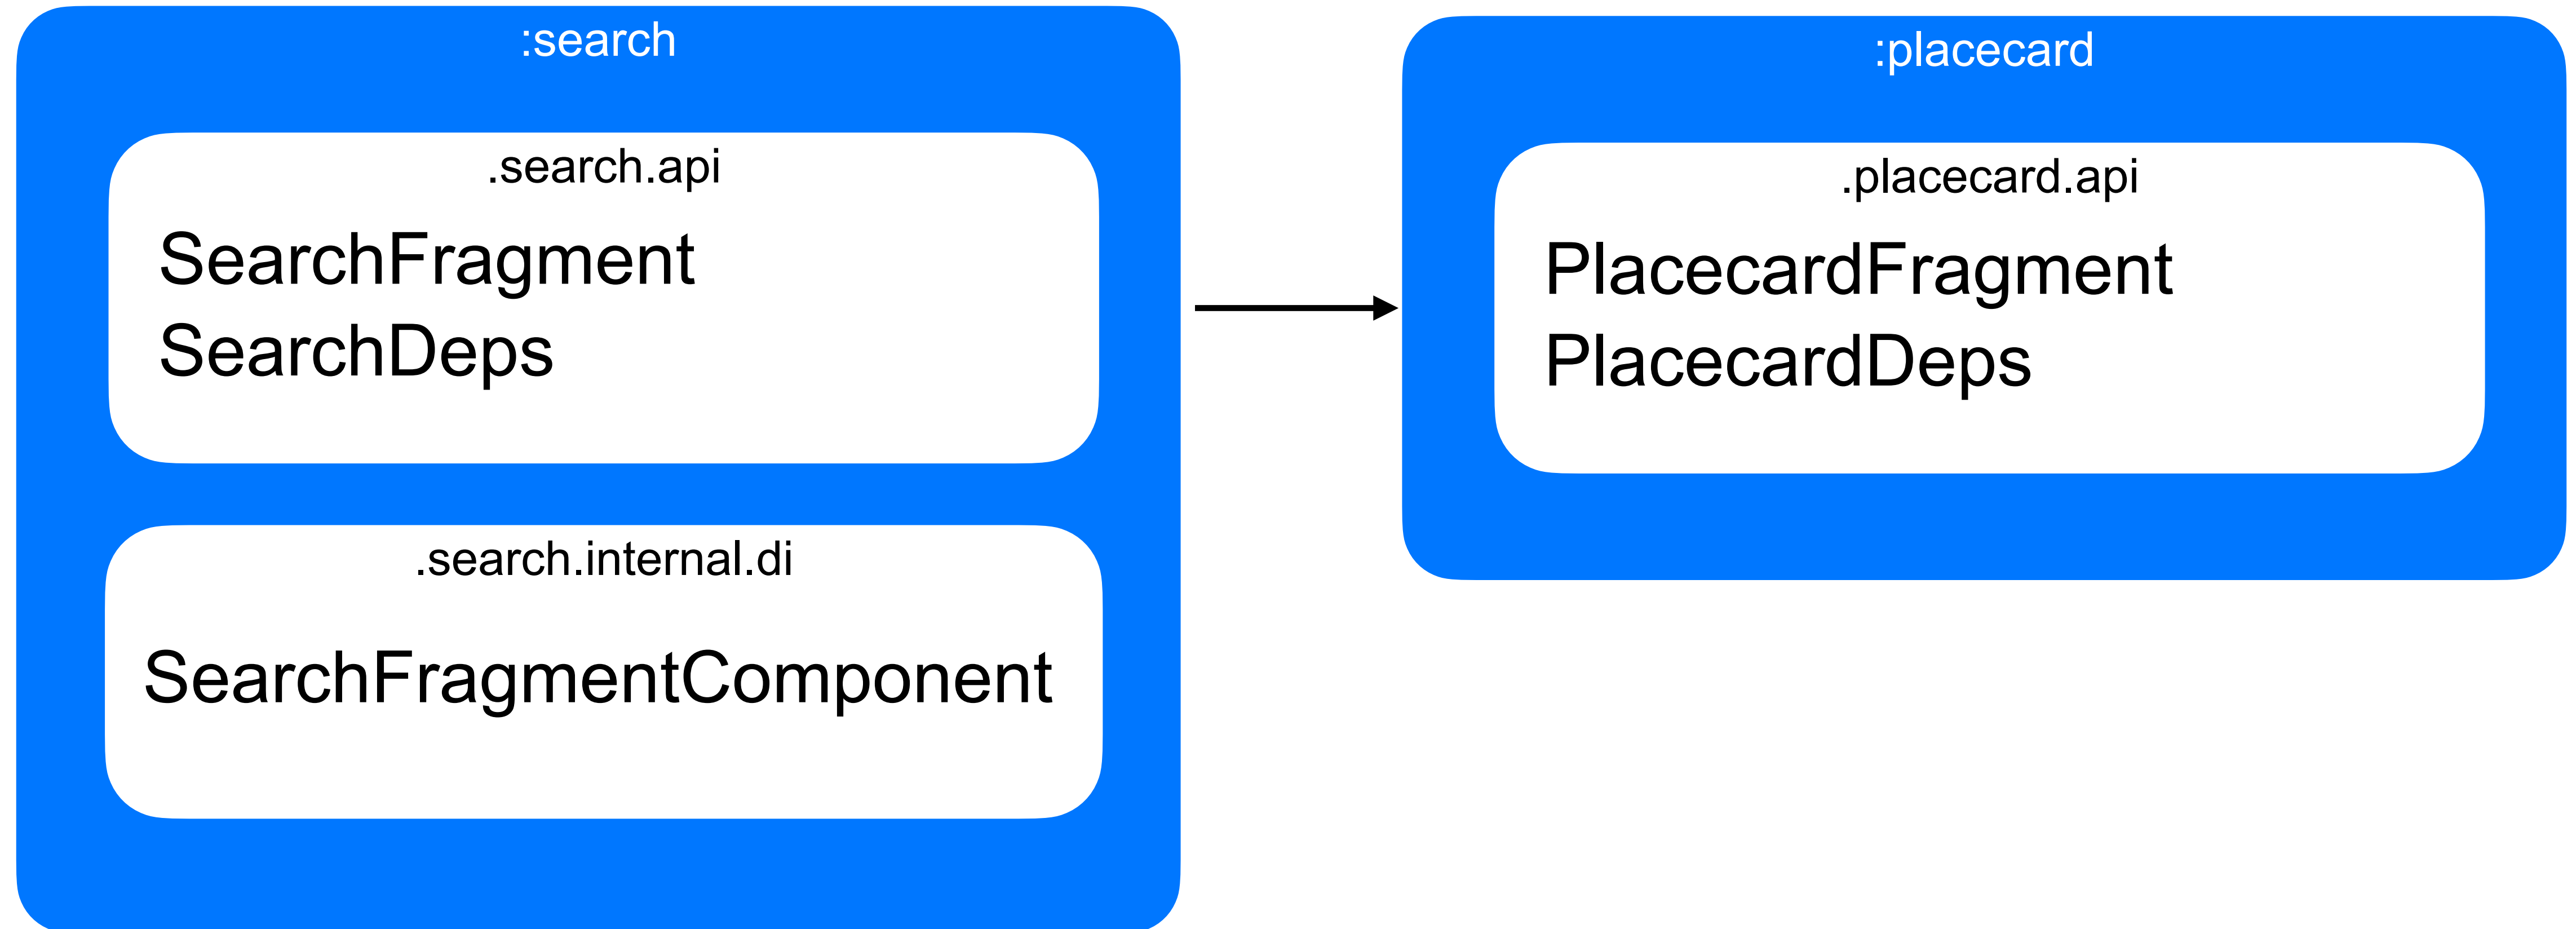 :search
.search.api
SearchFragment
SearchDeps
.search.internal.di
SearchFragmentComponent
:placecard
.placecard.api
PlacecardFragment
PlacecardDeps